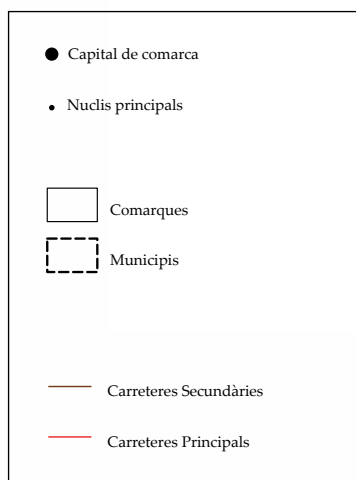 Capital de comarca
Nuclis principals
Comarques
Municipis
Carreteres Secundàries
Carreteres Principals